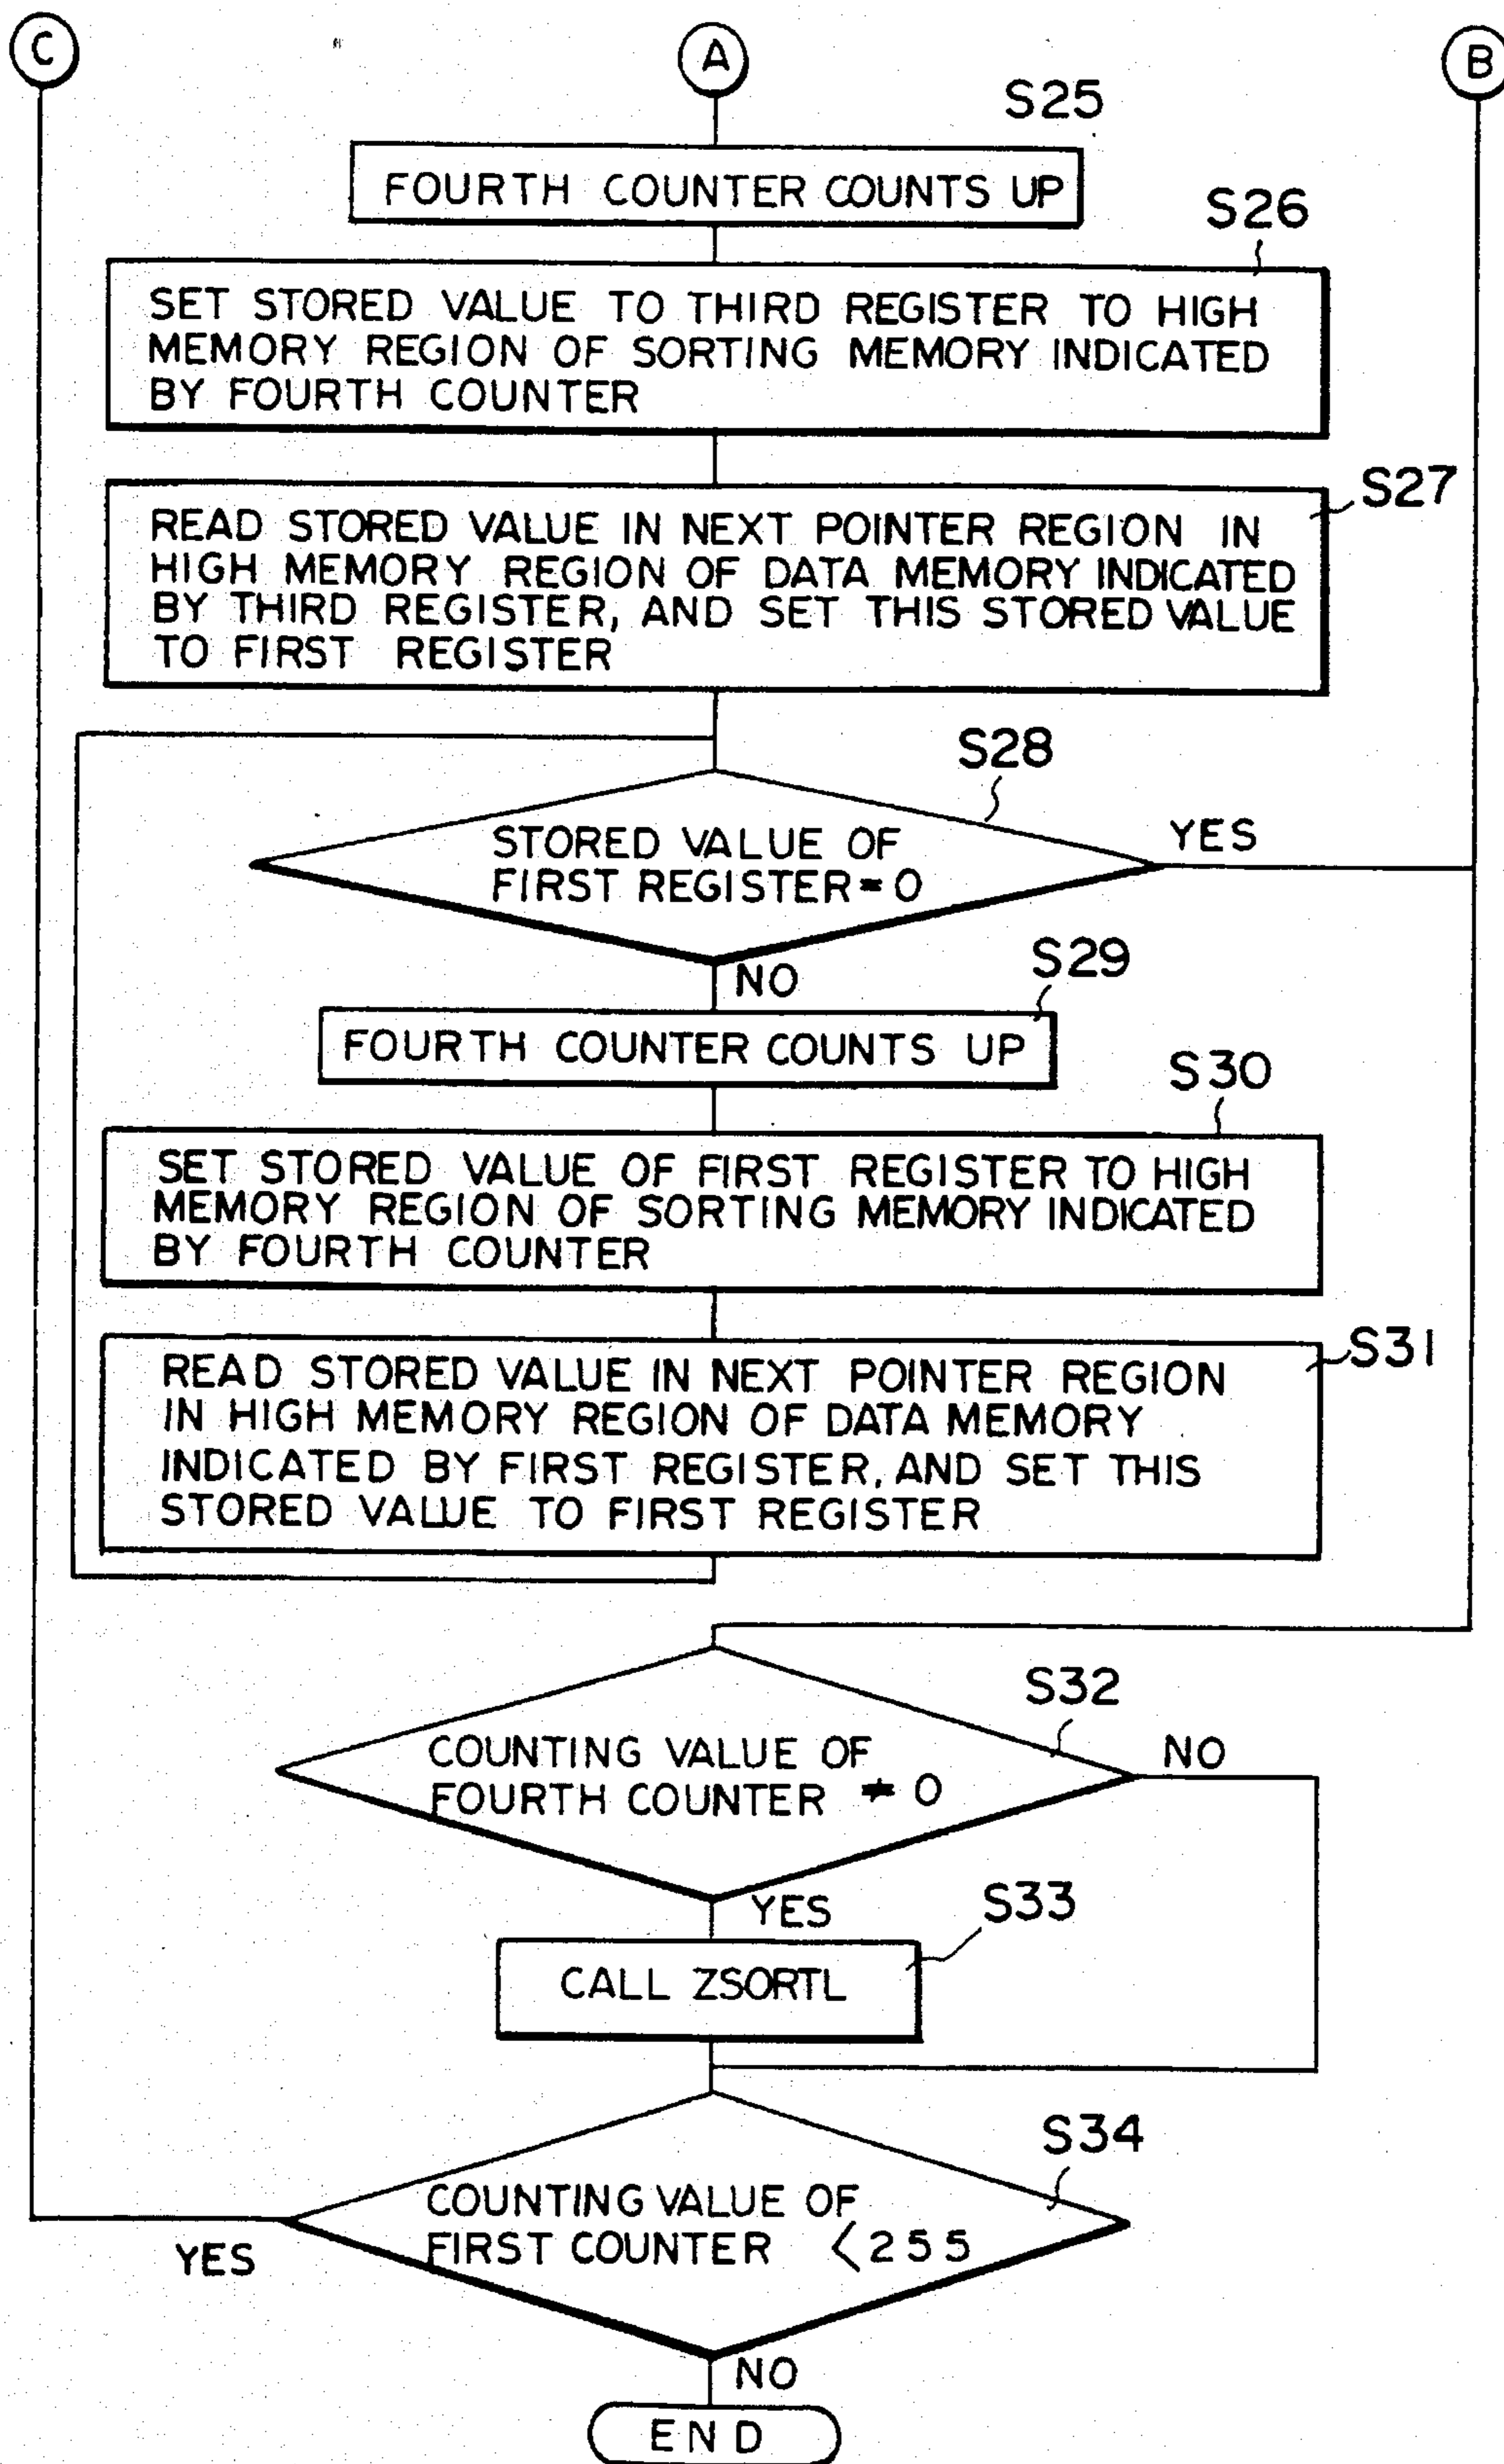 C
A
B
S25
FOURTH COUNTER COUNTS UP
S26
SET STORED VALUE TO THIRD REGISTER TO HIGH
MEMORY REGION OF SORTING MEMORY INDICATED
BY FOURTH COUNTER
S27
READ STORED VALUE IN NEXT POINTER REGION IN
HIGH MEMORY REGION OF DATA MEMORY INDICATED
BY THIRD REGISTER, AND SET THIS STORED VALUE
TO FIRST REGISTER
S28
STORED VALUE OF
FIRST REGISTER = 0
YES
NO
S29
FOURTH COUNTER COUNTS UP
S30
SET STORED VALUE OF FIRST REGISTER TO HIGH
MEMORY REGION OF SORTING MEMORY INDICATED
BY FOURTH COUNTER
S31
READ STORED VALUE IN NEXT POINTER REGION
IN HIGH MEMORY REGION OF DATA MEMORY
INDICATED BY FIRST REGISTER, AND SET THIS
STORED VALUE TO FIRST REGISTER
S32
COUNTING VALUE OF
FOURTH COUNTER ≠ 0
NO
YES
S33
CALL ZSORTL
S34
COUNTING VALUE OF
FIRST COUNTER < 255
YES
NO
END